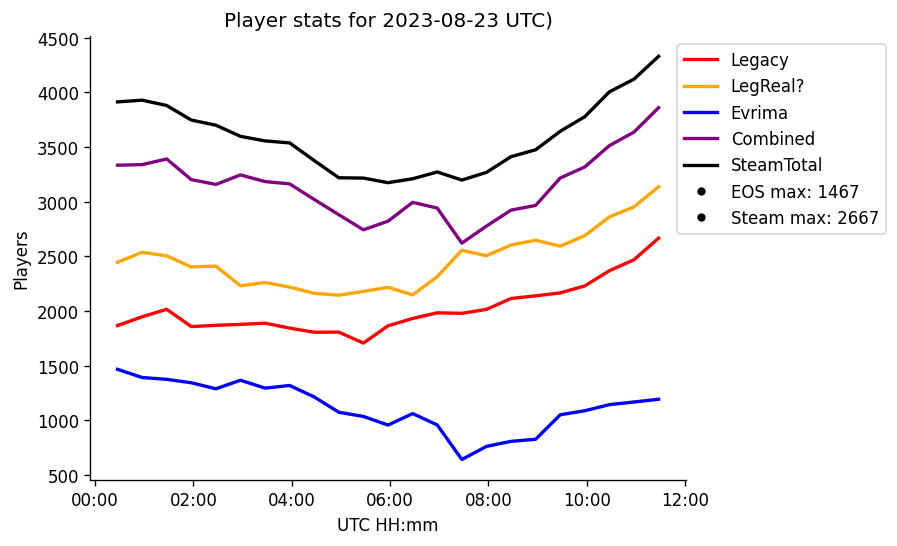 Player stats for 2023-08-23 UTC)
4500
4000
3500
3000
2500
2000
1500
1000
500
Players
00:00 02:00 04:00 06:00 08:00 10:00 12:00
UTC HH:mm
Legacy
LegReal?
Evrima
Combined
SteamTotal
EOS max: 1467
Steam max: 2667